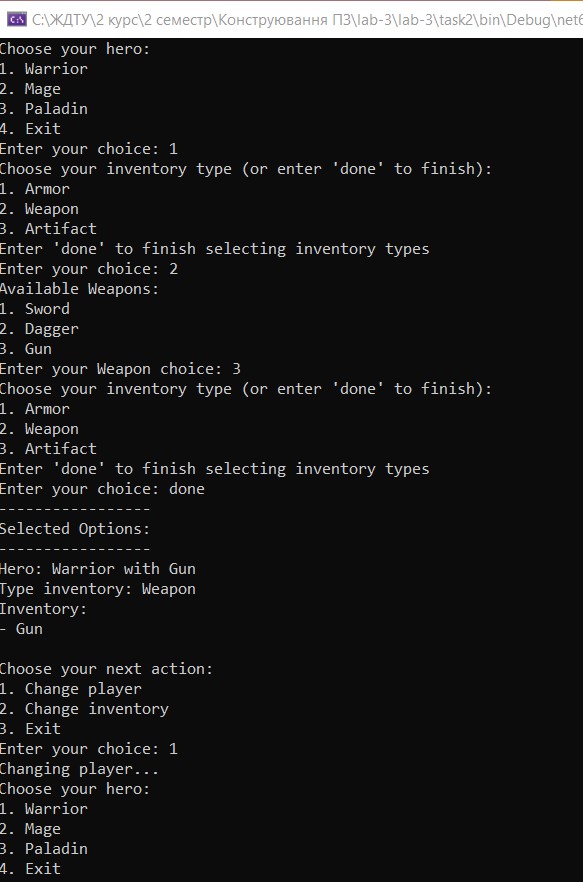 C:\ C:\ЖДТУ\2 курс\2 семестр\Конструювання ПЗ\lab-3\lab-3\task2\bin\Debug\net6
Choose your hero:
1. Warrior
2. Mage
3. Paladin
4. Exit
Enter your choice: 1
Choose your inventory type (or enter 'done' to finish):
1. Armor
2. Weapon
3. Artifact
Enter 'done' to finish selecting inventory types
Enter your choice: 2
Available Weapons:
1. Sword
2. Dagger
3. Gun
Enter your Weapon choice: 3
Choose your inventory type (or enter 'done' to finish):
1. Armor
2. Weapon
3. Artifact
Enter 'done' to finish selecting inventory types
Enter your choice: done
-----------------
Selected Options:
-----------------
Hero: Warrior with Gun
Type inventory: Weapon
Inventory:
- Gun
Choose your next action:
1. Change player
2. Change inventory
3. Exit
Enter your choice: 1
Changing player...
Choose your hero:
1. Warrior
2. Mage
3. Paladin
4. Exit